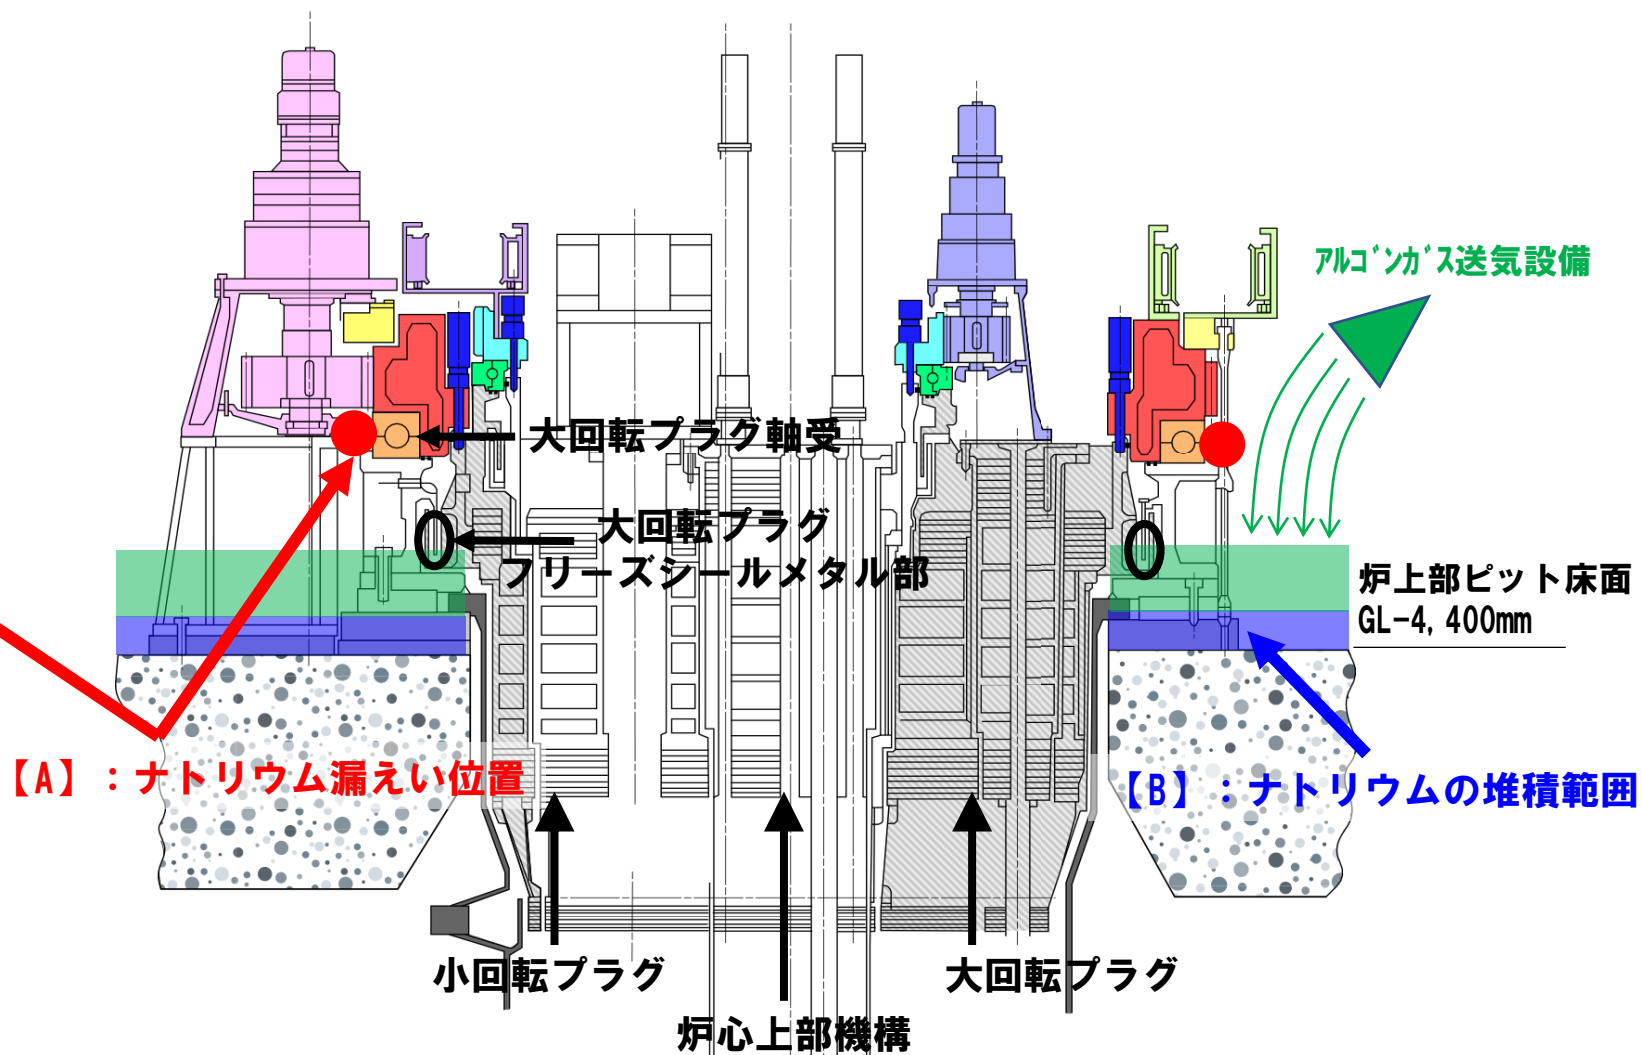 アルゴンガス送気設備
大回転プラグ軸受
大回転プラグ
フリーズシールメタル部
炉上部ピット床面
GL-4,400mm
【A】：ナトリウム漏えい位置
【B】：ナトリウムの堆積範囲
小回転プラグ
大回転プラグ
炉心上部機構